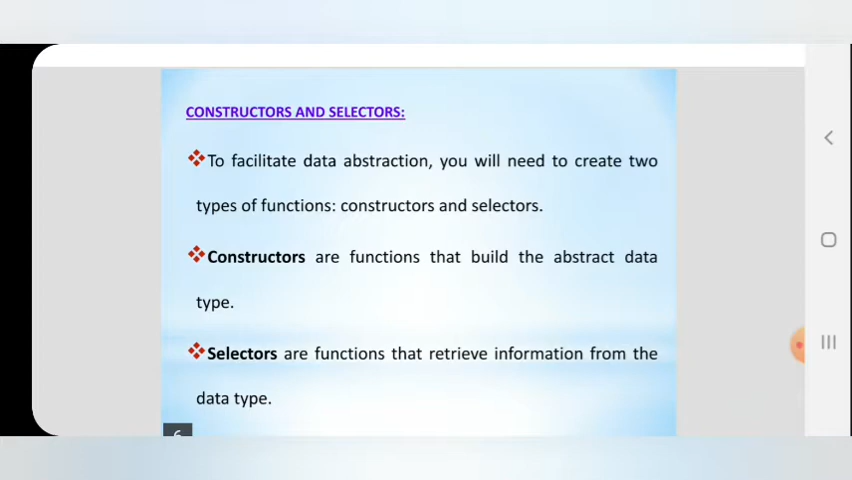 CONSTRUCTORS AND SELECTORS:
To facilitate data abstraction, you will need to create two
types of functions: constructors and selectors.
Constructors are functions that build the abstract data
type.
Selectors are functions that retrieve information from the
data type.